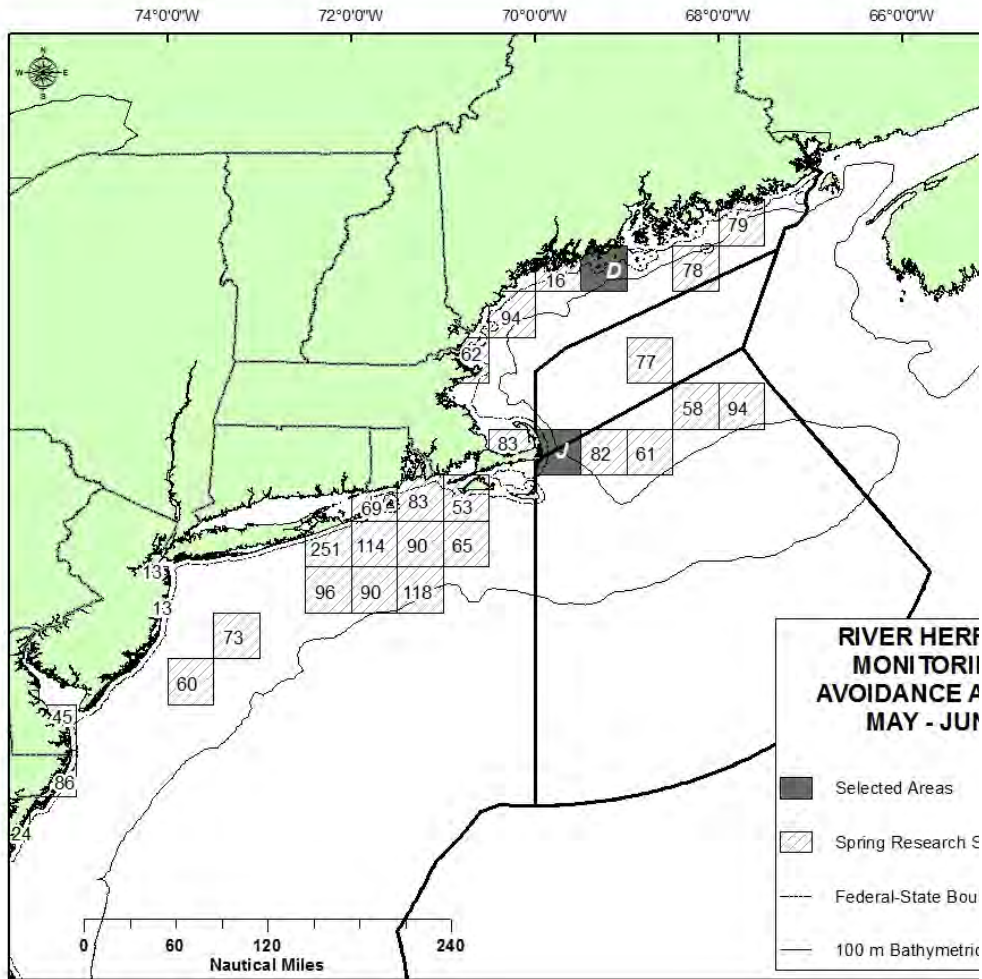 74°0'0"W 72°0'0"W 70°0'0"W 68°0'0"W 66°0'0"W
N
W E
S
79
D 78
16
94
62 77
58 94
83 J 82 61
69 83 53
251 114 90 65
13
96 90 118
13
73
60
45
86
24
RIVER HERR
MONITORI
AVOIDANCE A
MAY - JUN
Selected Areas
Spring Research S
Federal-State Bou
100 m Bathymetric
0 60 120 240
Nautical Miles